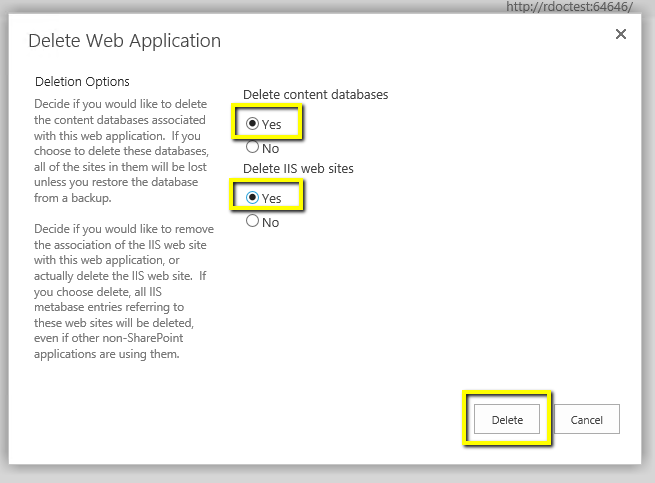 http://rdoctest:64646/
Delete Web Application
Deletion Options
Decide if you would like to delete
the content databases associated
with this web application.  If you
choose to delete these databases,
all of the sites in them will be lost
unless you restore the database
from a backup.
Decide if you would like to remove
the association of the IIS web site
with this web application, or
actually delete the IIS web site.  If
you choose delete, all IIS
metabase entries referring to
these web sites will be deleted,
even if other non-SharePoint
applications are using them.
Delete content databases
Yes
No
Delete IIS web sites
Yes
No
Delete
Cancel